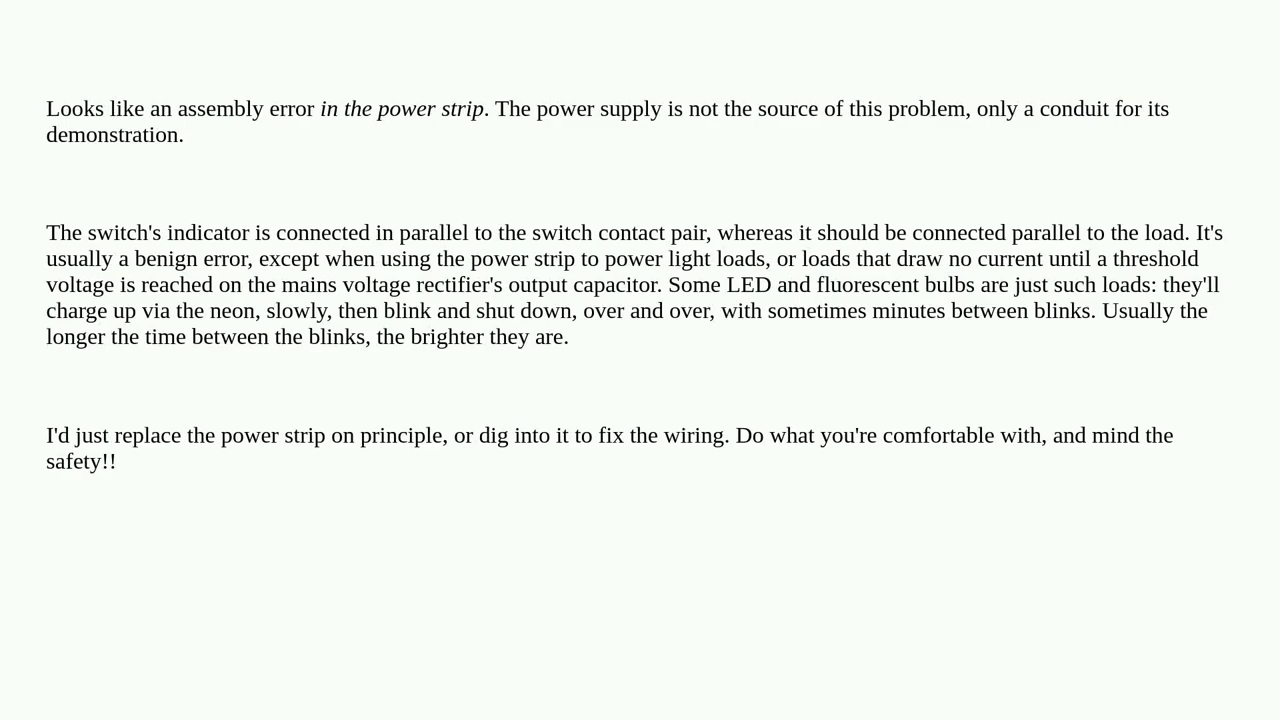 Looks like an assembly error in the power strip. The power supply is not the source of this problem, only a conduit for its
demonstration.
The switch's indicator is connected in parallel to the switch contact pair, whereas it should be connected parallel to the load. It's
usually a benign error, except when using the power strip to power light loads, or loads that draw no current until a threshold
voltage is reached on the mains voltage rectifier's output capacitor. Some LED and fluorescent bulbs are just such loads: they'll
charge up via the neon, slowly, then blink and shut down, over and over, with sometimes minutes between blinks. Usually the
longer the time between the blinks, the brighter they are.
I'd just replace the power strip on principle, or dig into it to fix the wiring. Do what you're comfortable with, and mind the
safety!!